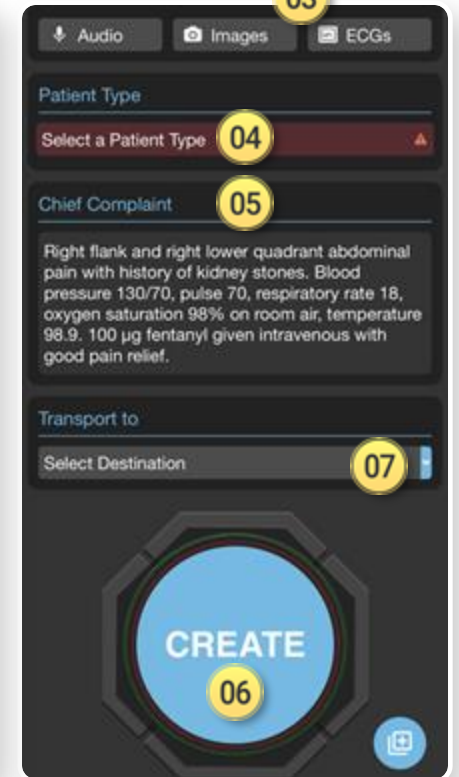 03
Audio
Images
ECGs
Patient Type
Select a Patient Type
04
Chief Complaint
05
Right flank and right lower quadrant abdominal
pain with history of kidney stones. Blood
pressure 130/70, pulse 70, respiratory rate 18,
oxygen saturation 98% on room air, temperature
98.9. 100 µg fentanyl given intravenous with
good pain relief.
Transport to
Select Destination
07
CREATE
06